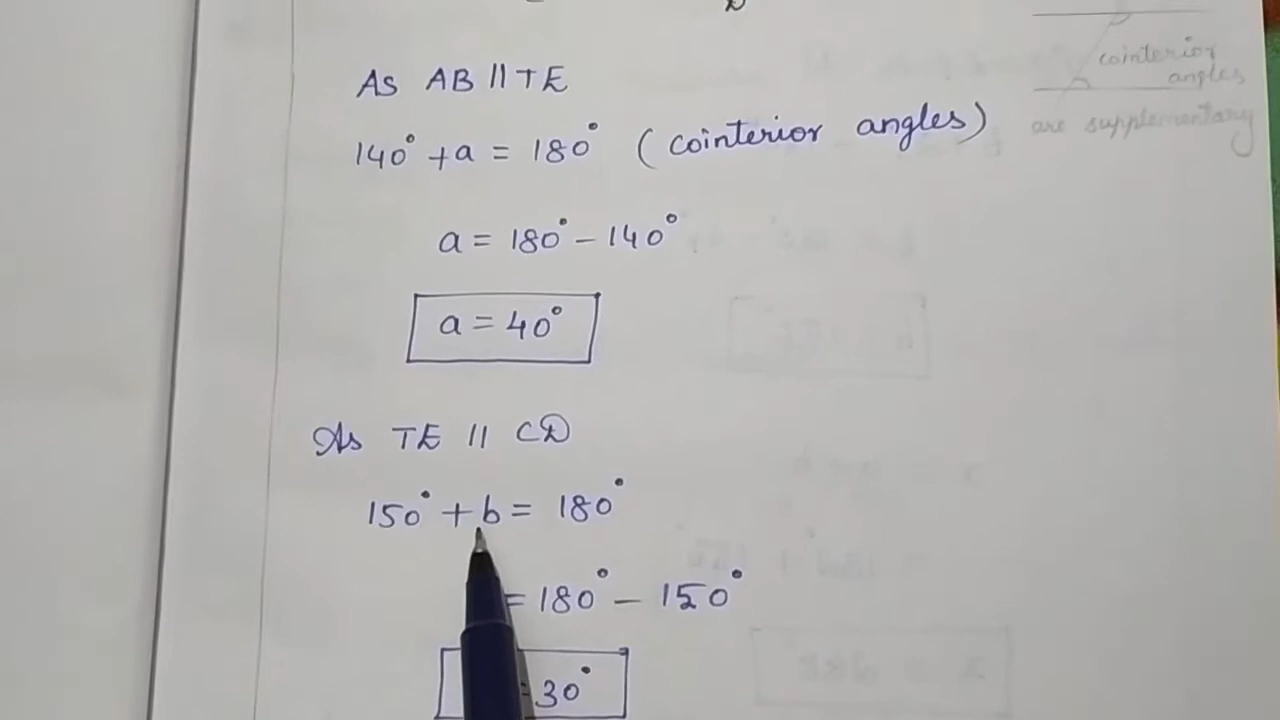 cointerior
angles
are supplementary
As AB || TE
140° + a = 180° (cointerior angles)
a = 180° - 140°
a = 40°
As TE || CD
150° + b = 180°
= 180° - 150°
= 30°